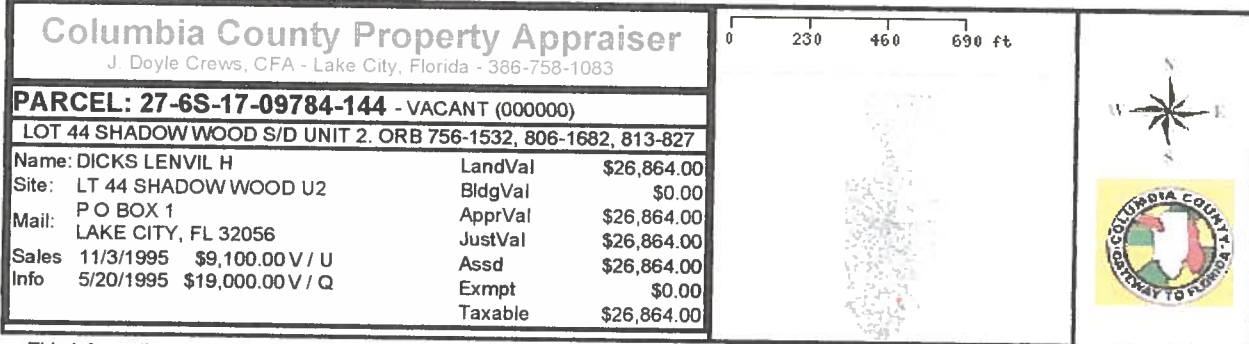 Columbia County Property Appraiser
J. Doyle Crews, CFA - Lake City, Florida - 386-758-1083
PARCEL: 27-6S-17-09784-144 - VACANT (000000)
LOT 44 SHADOW WOOD S/D UNIT 2. ORB 756-1532, 806-1682, 813-827
Name: DICKS LENVIL H
Site: LT 44 SHADOW WOOD U2
Mail: P O BOX 1
LAKE CITY, FL 32056
Sales Info 11/3/1995 $9,100.00 V / U
5/20/1995 $19,000.00 V / Q
LandVal $26,864.00
BldgVal $0.00
ApprVal $26,864.00
JustVal $26,864.00
Assd $26,864.00
Exmpt $0.00
Taxable $26,864.00
0 230 460 690 ft
N
W E
S
COLUMBIA COUNTY
GATEWAY TO FLORIDA